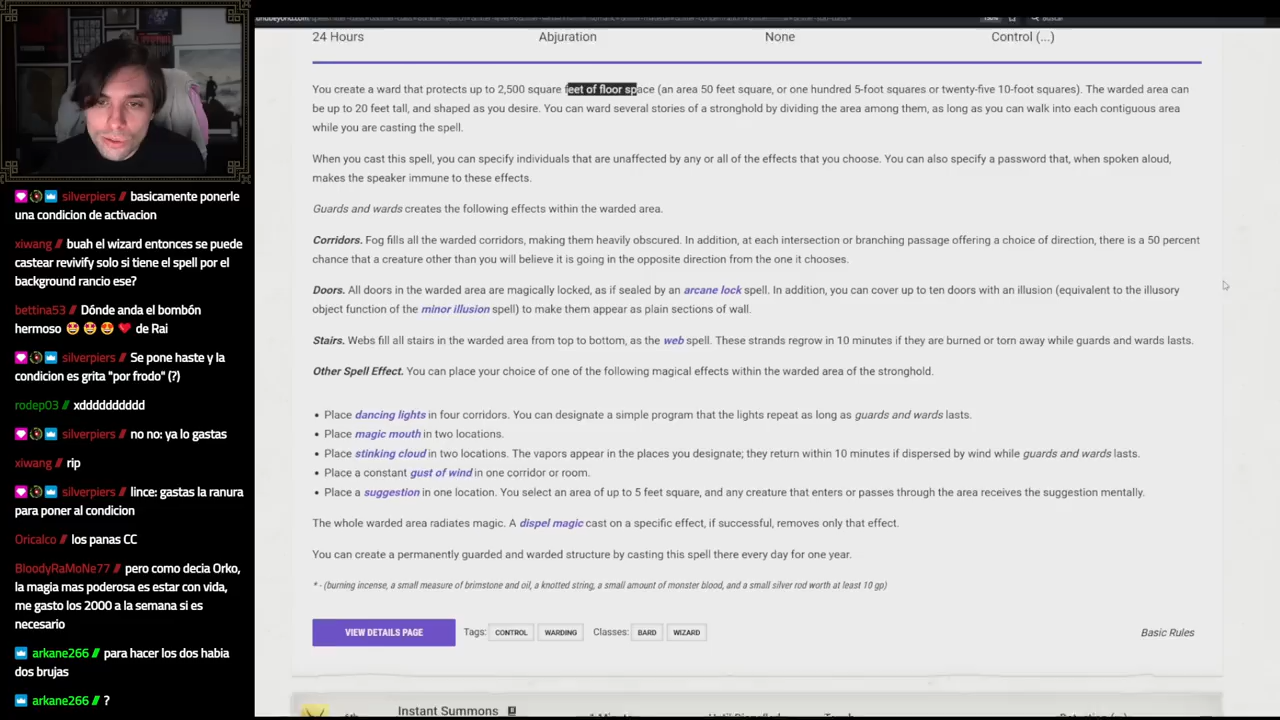 150%
Buscar
24 Hours
Abjuration
None
Control (...)
You create a ward that protects up to 2,500 square feet of floor space (an area 50 feet square, or one hundred 5-foot squares or twenty-five 10-foot squares). The warded area can
be up to 20 feet tall, and shaped as you desire. You can ward several stories of a stronghold by dividing the area among them, as long as you can walk into each contiguous area
while you are casting the spell.
When you cast this spell, you can specify individuals that are unaffected by any or all of the effects that you choose. You can also specify a password that, when spoken aloud,
makes the speaker immune to these effects.
Guards and wards creates the following effects within the warded area.
Corridors. Fog fills all the warded corridors, making them heavily obscured. In addition, at each intersection or branching passage offering a choice of direction, there is a 50 percent
chance that a creature other than you will believe it is going in the opposite direction from the one it chooses.
Doors. All doors in the warded area are magically locked, as if sealed by an arcane lock spell. In addition, you can cover up to ten doors with an illusion (equivalent to the illusory
object function of the minor illusion spell) to make them appear as plain sections of wall.
Stairs. Webs fill all stairs in the warded area from top to bottom, as the web spell. These strands regrow in 10 minutes if they are burned or torn away while guards and wards lasts.
Other Spell Effect. You can place your choice of one of the following magical effects within the warded area of the stronghold.
• Place dancing lights in four corridors. You can designate a simple program that the lights repeat as long as guards and wards lasts.
• Place magic mouth in two locations.
• Place stinking cloud in two locations. The vapors appear in the places you designate; they return within 10 minutes if dispersed by wind while guards and wards lasts.
• Place a constant gust of wind in one corridor or room.
• Place a suggestion in one location. You select an area of up to 5 feet square, and any creature that enters or passes through the area receives the suggestion mentally.
The whole warded area radiates magic. A dispel magic cast on a specific effect, if successful, removes only that effect.
You can create a permanently guarded and warded structure by casting this spell there every day for one year.
* - (burning incense, a small measure of brimstone and oil, a knotted string, a small amount of monster blood, and a small silver rod worth at least 10 gp)
VIEW DETAILS PAGE
Tags: CONTROL WARDING Classes: BARD WIZARD
Basic Rules
Instant Summons
silverpiers // basicamente ponerle
una condicion de activacion
xiwang // buah el wizard entonces se puede
castear revivify solo si tiene el spell por el
background rancio ese?
bettina53 // Dónde anda el bombón
hermoso 🤩 🤩 🤩 ❤️ de Rai
silverpiers // Se pone haste y la
condicion es grita "por frodo" (?)
rodep03 // xdddddddddd
silverpiers // no no: ya lo gastas
xiwang // rip
silverpiers // lince: gastas la ranura
para poner al condicion
Oricalco // los panas CC
BloodyRaMoNe77 // pero como decia Orko,
la magia mas poderosa es estar con vida,
me gasto los 2000 a la semana si es
necesario
arkane266 // para hacer los dos habia
dos brujas
arkane266 // ?